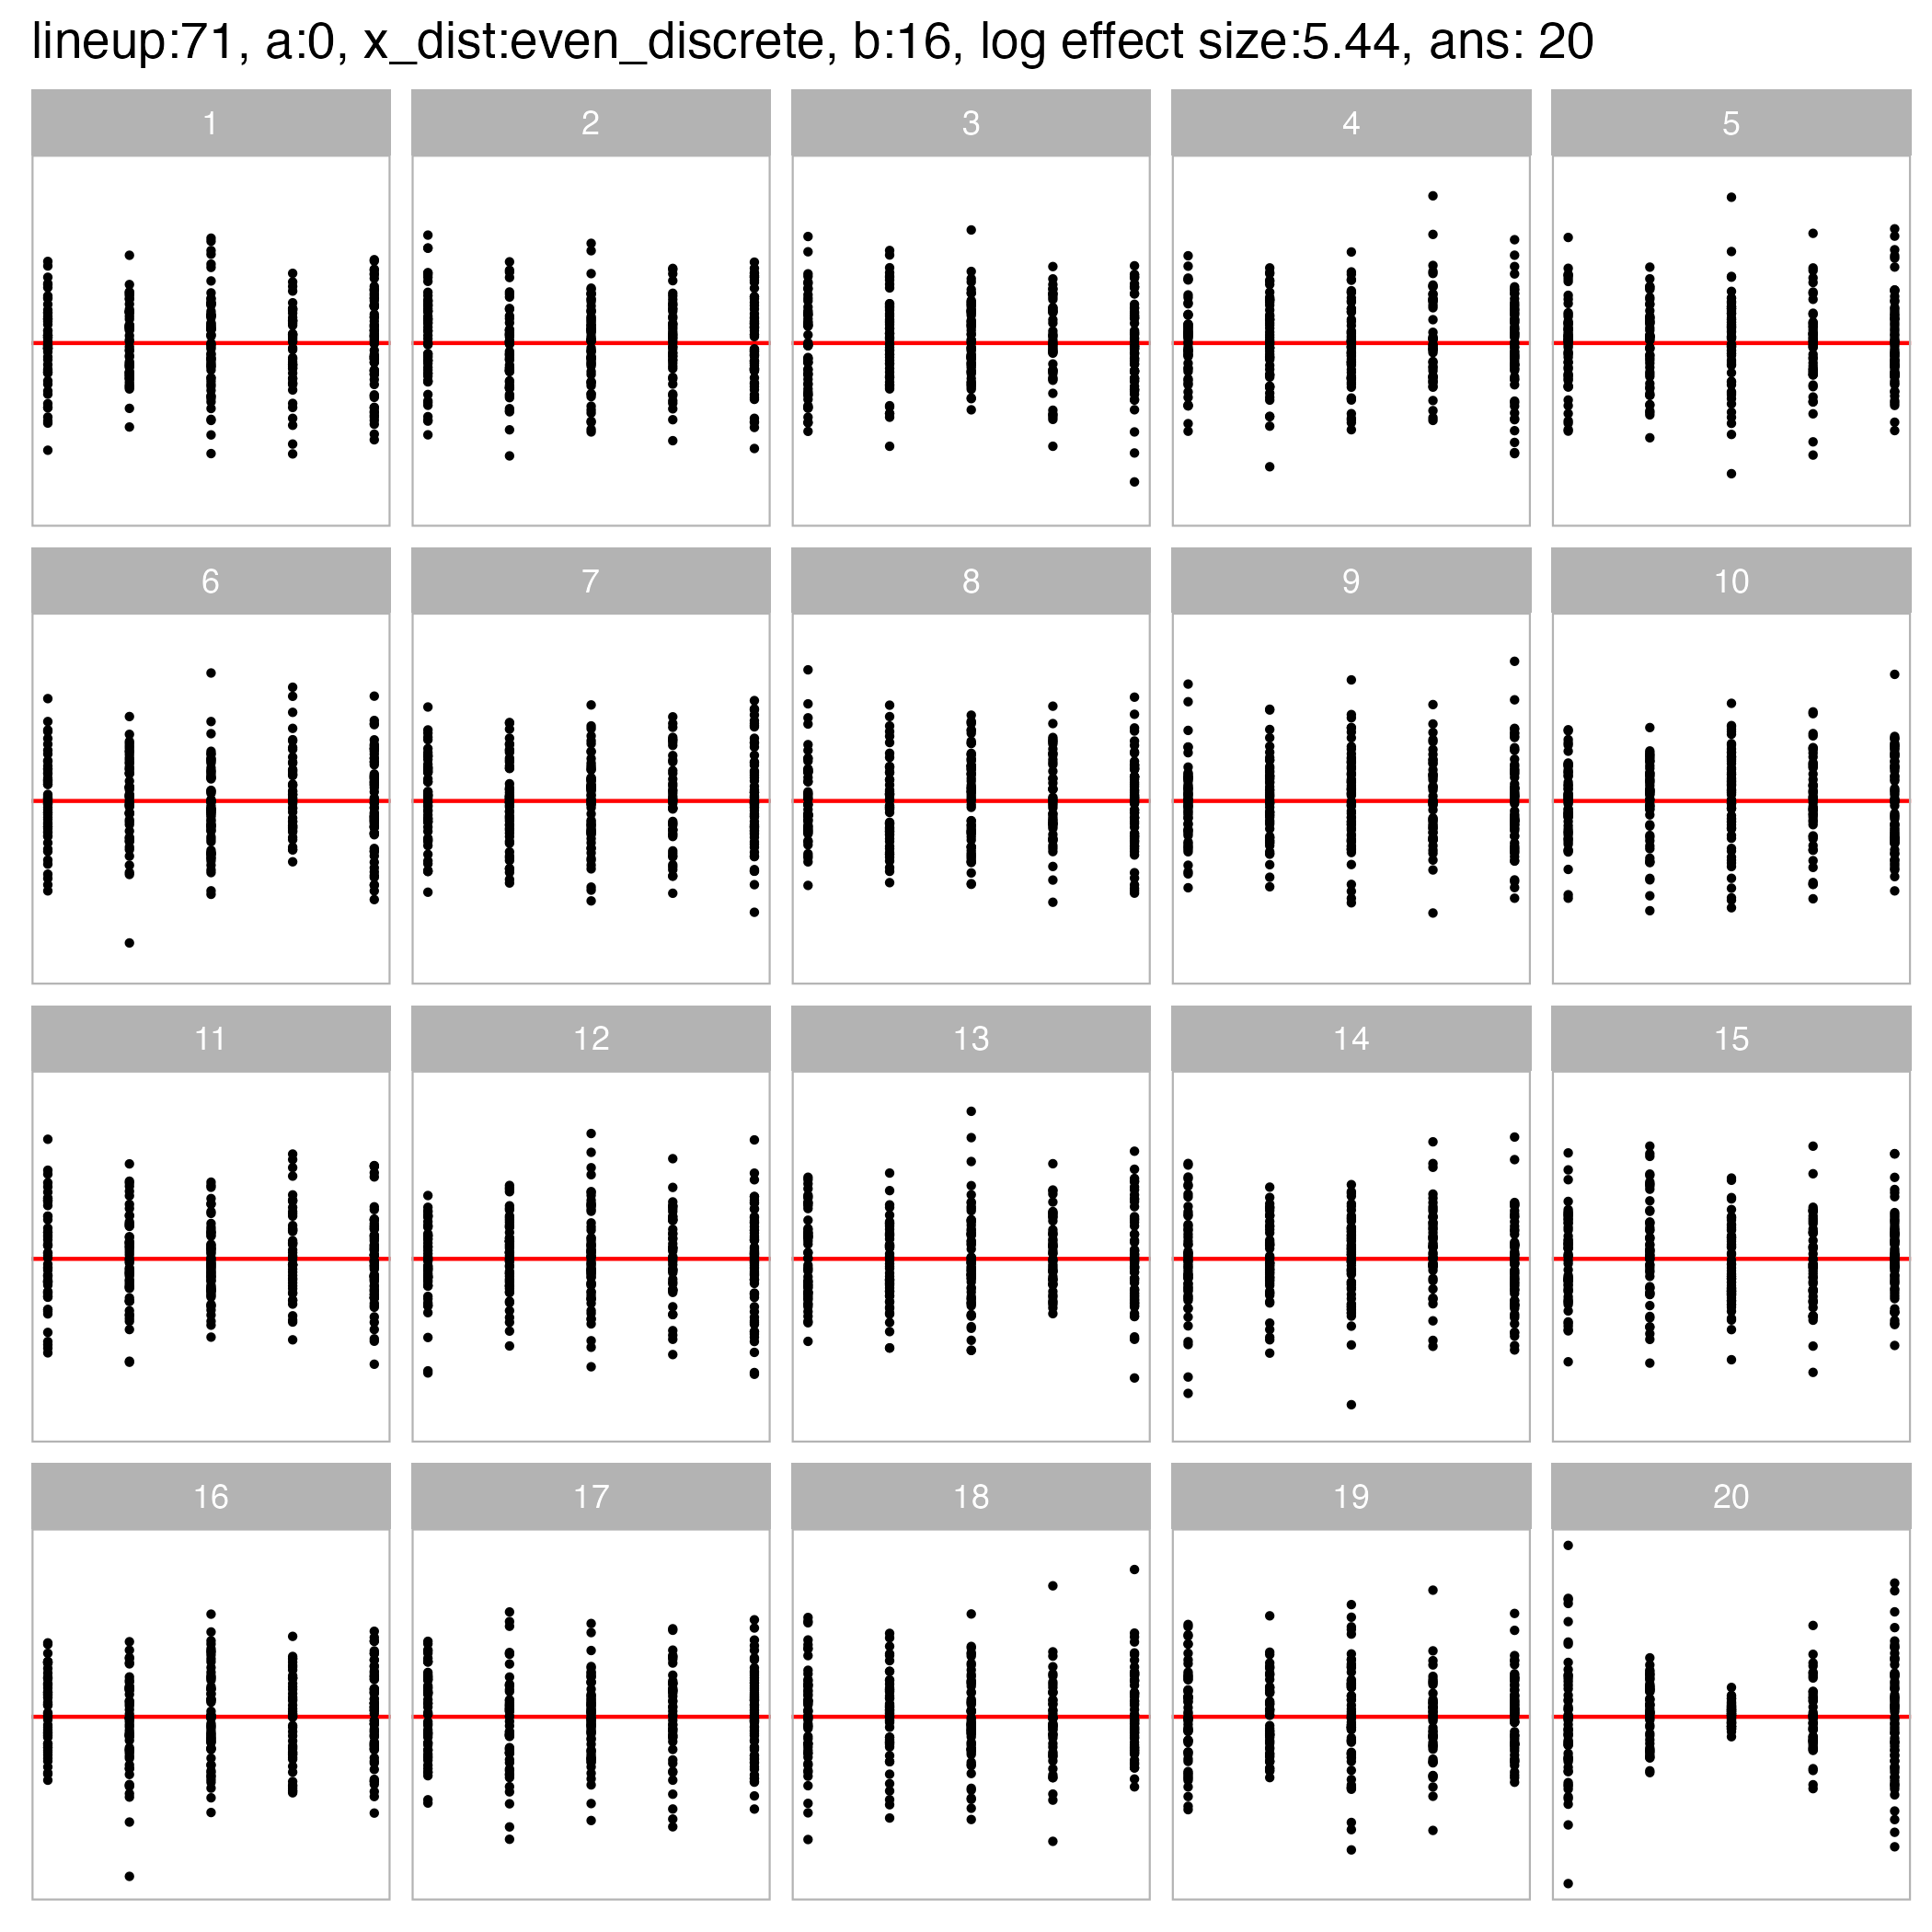 lineup:71, a:0, x_dist:even_discrete, b:16, log effect size:5.44, ans: 20
1 2 3 4 5
6 7 8 9 10
11 12 13 14 15
16 17 18 19 20